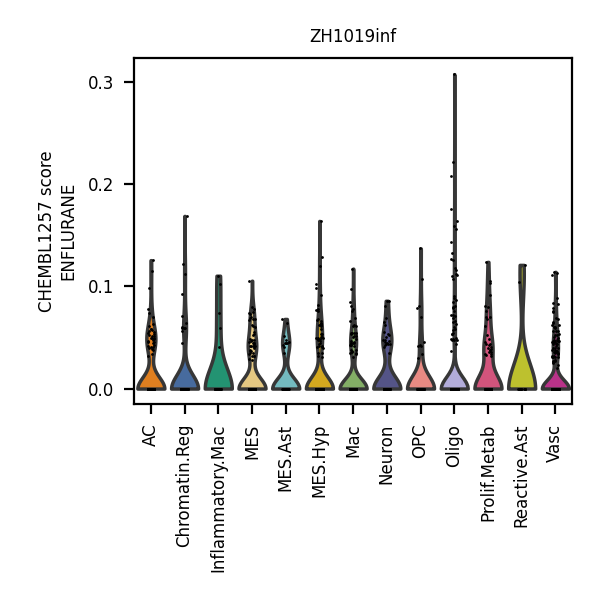 ZH1019inf
CHEMBL1257 score
ENFLURANE
0.3
0.2
0.1
0.0
AC
Chromatin.Reg
Inflammatory.Mac
MES
MES.Ast
MES.Hyp
Mac
Neuron
OPC
Oligo
Prolif.Metab
Reactive.Ast
Vasc